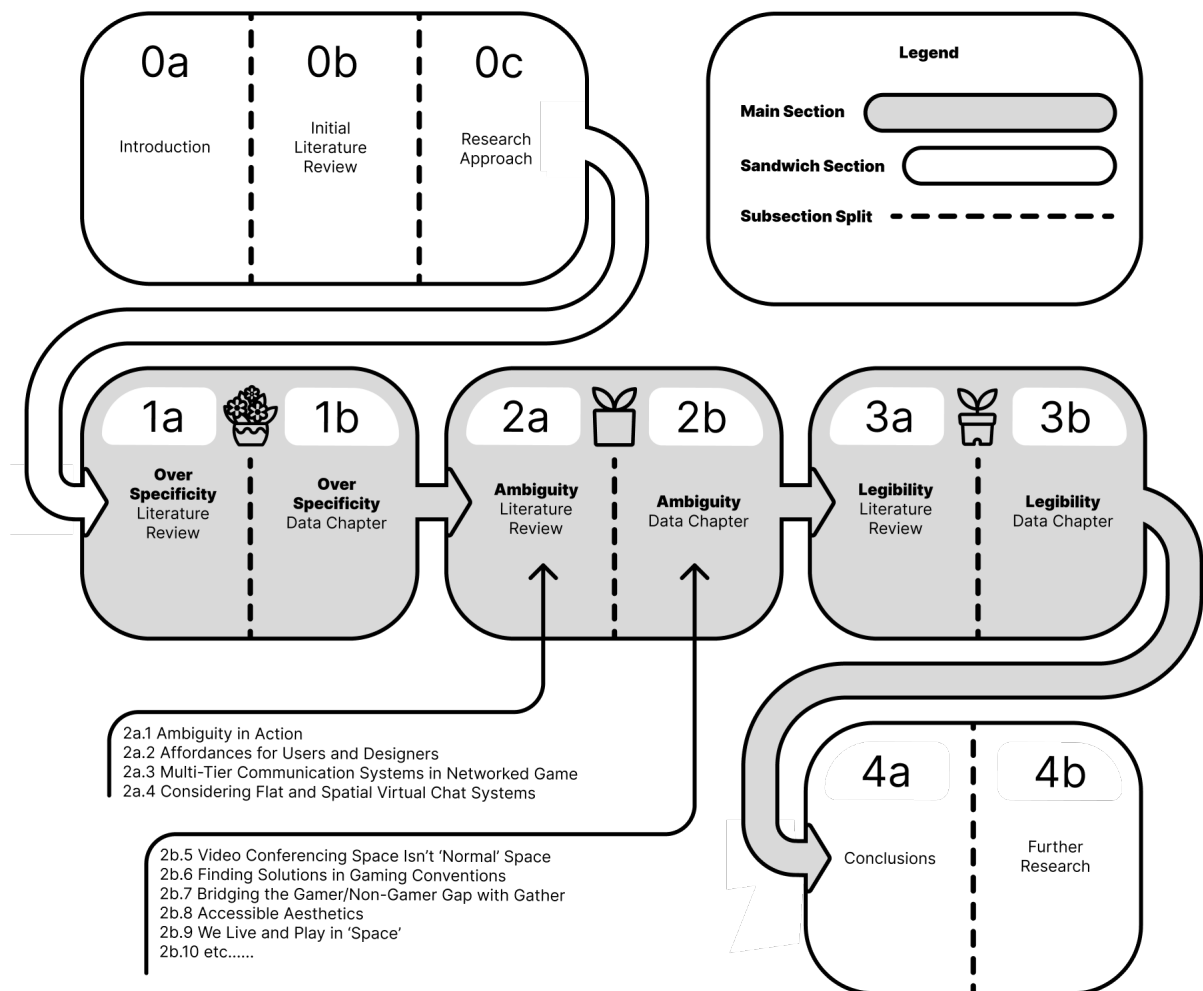 0a
Introduction
0b
Initial
Literature
Review
0c
Research
Approach
Legend
Main Section
Sandwich Section
Subsection Split
1a
Over
Specificity
Literature
Review
1b
Over
Specificity
Data Chapter
2a
Ambiguity
Literature
Review
2b
Ambiguity
Data Chapter
3a
Legibility
Literature
Review
3b
Legibility
Data Chapter
2a.1 Ambiguity in Action
2a.2 Affordances for Users and Designers
2a.3 Multi-Tier Communication Systems in Networked Game
2a.4 Considering Flat and Spatial Virtual Chat Systems
2b.5 Video Conferencing Space Isn’t ‘Normal’ Space
2b.6 Finding Solutions in Gaming Conventions
2b.7 Bridging the Gamer/Non-Gamer Gap with Gather
2b.8 Accessible Aesthetics
2b.9 We Live and Play in ‘Space’
2b.10 etc......
4a
Conclusions
4b
Further
Research